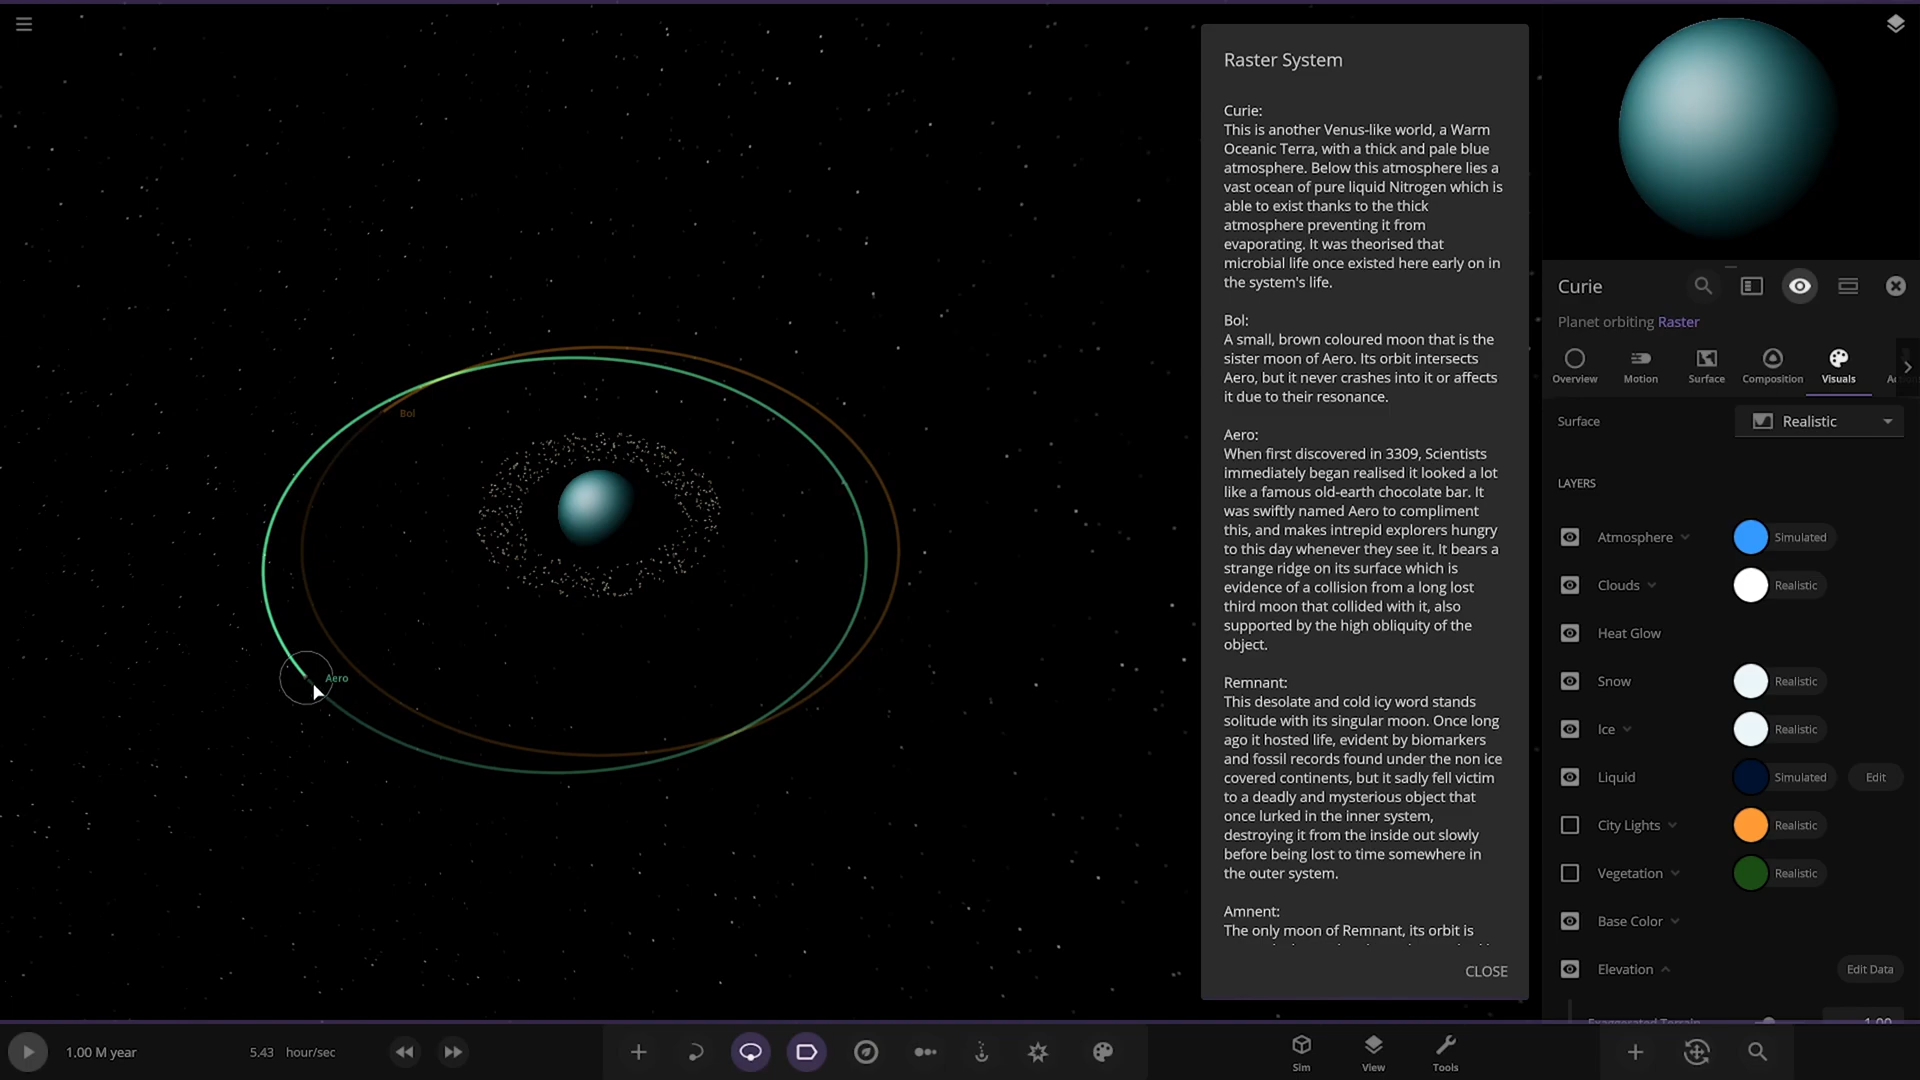 Raster System
Curie:
This is another Venus-like world, a Warm
Oceanic Terra, with a thick and pale blue
atmosphere. Below this atmosphere lies a
vast ocean of pure liquid Nitrogen which is
able to exist thanks to the thick
atmosphere preventing it from
evaporating. It was theorised that
microbial life once existed here early on in
the system's life.
Bol:
A small, brown coloured moon that is the
sister moon of Aero. Its orbit intersects
Aero, but it never crashes into it or affects
it due to their resonance.
Aero:
When first discovered in 3309, Scientists
immediately began realised it looked a lot
like a famous old-earth chocolate bar. It
was swiftly named Aero to compliment
this, and makes intrepid explorers hungry
to this day whenever they see it. It bears a
strange ridge on its surface which is
evidence of a collision from a long lost
third moon that collided with it, also
supported by the high obliquity of the
object.
Remnant:
This desolate and cold icy word stands
solitude with its singular moon. Once long
ago it hosted life, evident by biomarkers
and fossil records found under the non ice
covered continents, but it sadly fell victim
to a deadly and mysterious object that
once lurked in the inner system,
destroying it from the inside out slowly
before being lost to time somewhere in
the outer system.
Amnent:
The only moon of Remnant, its orbit is
CLOSE
Bol
Aero
Curie
Planet orbiting Raster
Overview
Motion
Surface
Composition
Visuals
Surface
Realistic
LAYERS
Atmosphere
Simulated
Clouds
Realistic
Heat Glow
Snow
Realistic
Ice
Realistic
Liquid
Simulated
Edit
City Lights
Realistic
Vegetation
Realistic
Base Color
Elevation
Edit Data
Exaggerated Terrain
1.00
1.00 M year
5.43 hour/sec
Sim
View
Tools